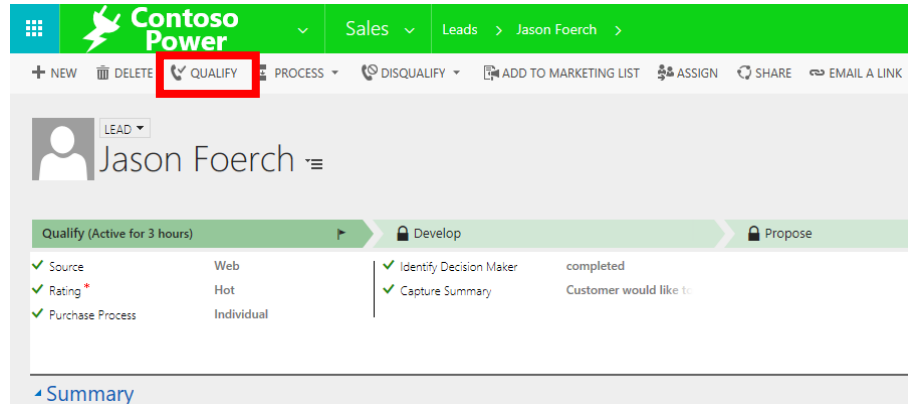 Contoso Power
Sales
Leads > Jason Foerch >
NEW DELETE QUALIFY PROCESS DISQUALIFY ADD TO MARKETING LIST ASSIGN SHARE EMAIL A LINK
LEAD
Jason Foerch
Qualify (Active for 3 hours) Develop Propose
Source Web Identify Decision Maker completed
Rating * Hot Capture Summary Customer would like to
Purchase Process Individual
Summary